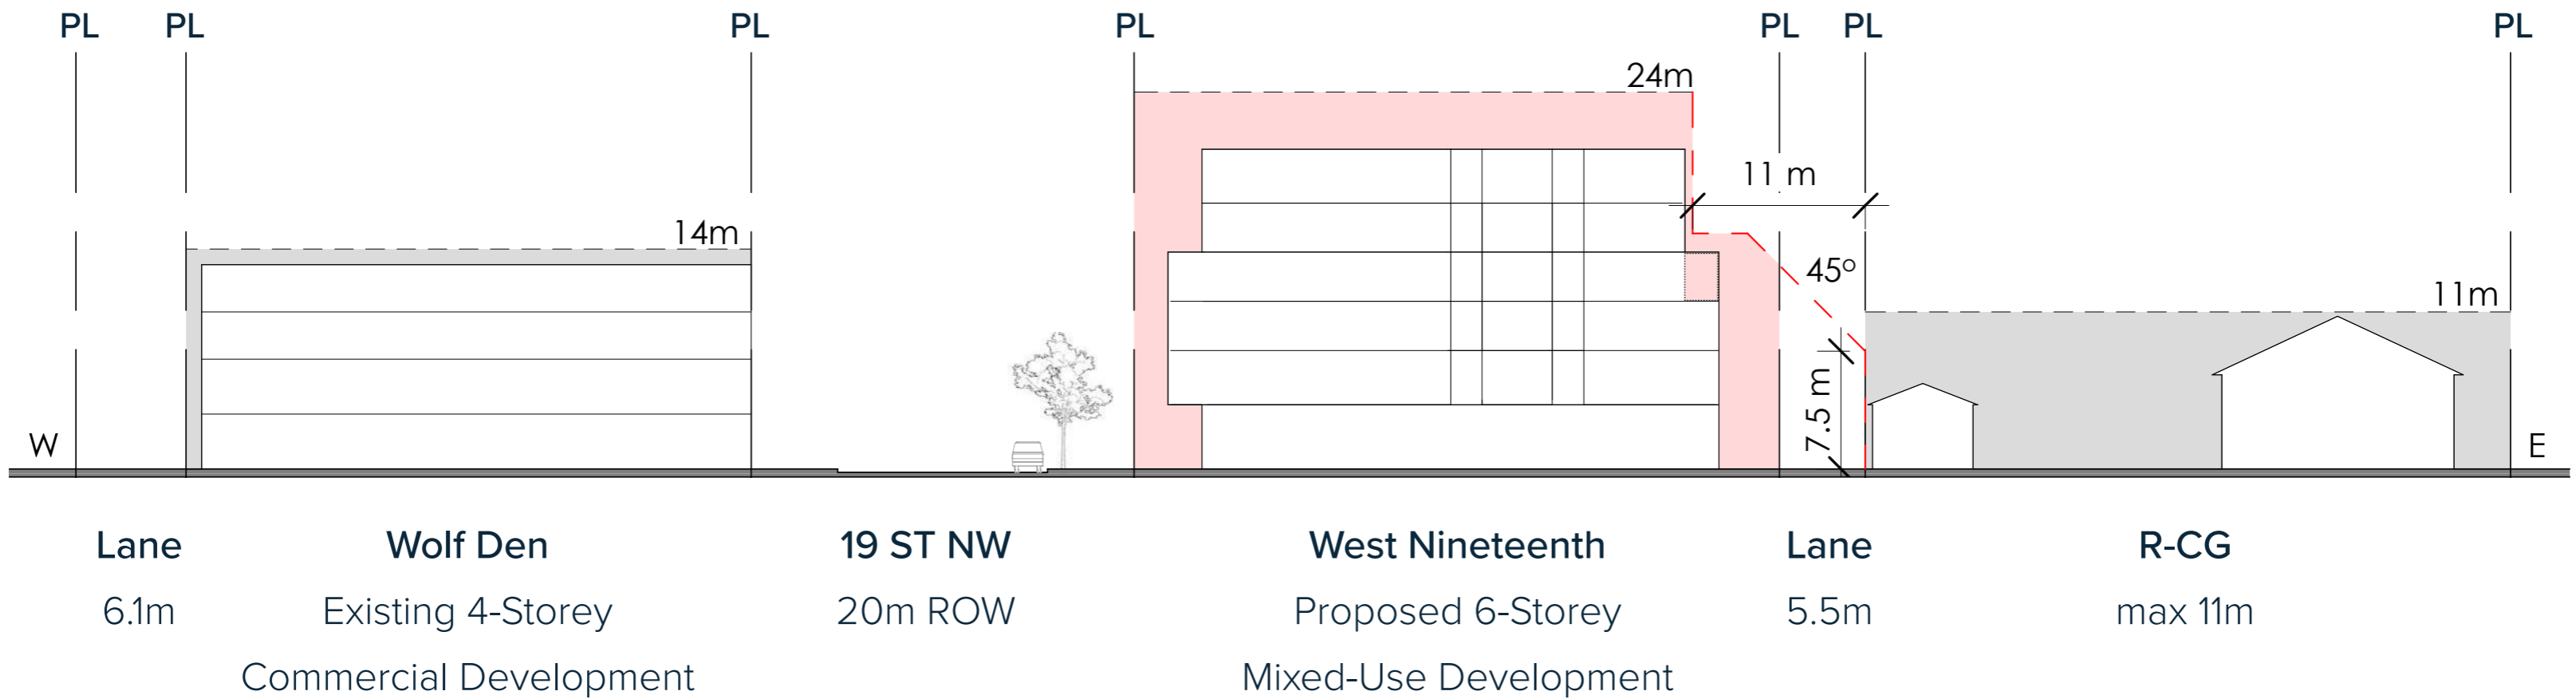 PL PL PL PL PL PL PL
24m
11 m
14m
45°
11m
7.5 m
W E
Lane Wolf Den 19 ST NW West Nineteenth Lane R-CG
6.1m Existing 4-Storey 20m ROW Proposed 6-Storey 5.5m max 11m
Commercial Development Mixed-Use Development